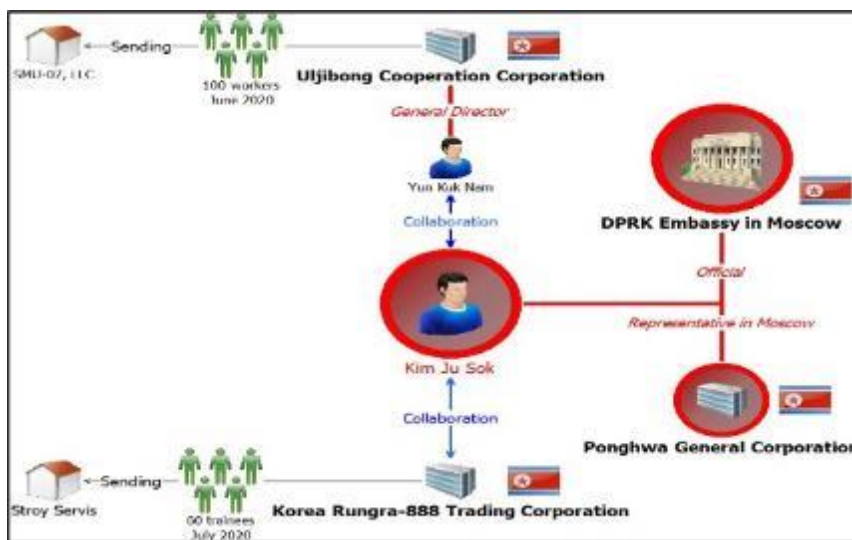 Sending
SMU-07, LLC
100 workers
June 2020
Uljibong Cooperation Corporation
General Director
Yun Kuk Nam
Collaboration
DPRK Embassy in Moscow
Official
Representative in Moscow
Kim Ju Sok
Collaboration
Ponghwa General Corporation
Sending
Stroy Servis
60 trainees
July 2020
Korea Rungra-888 Trading Corporation